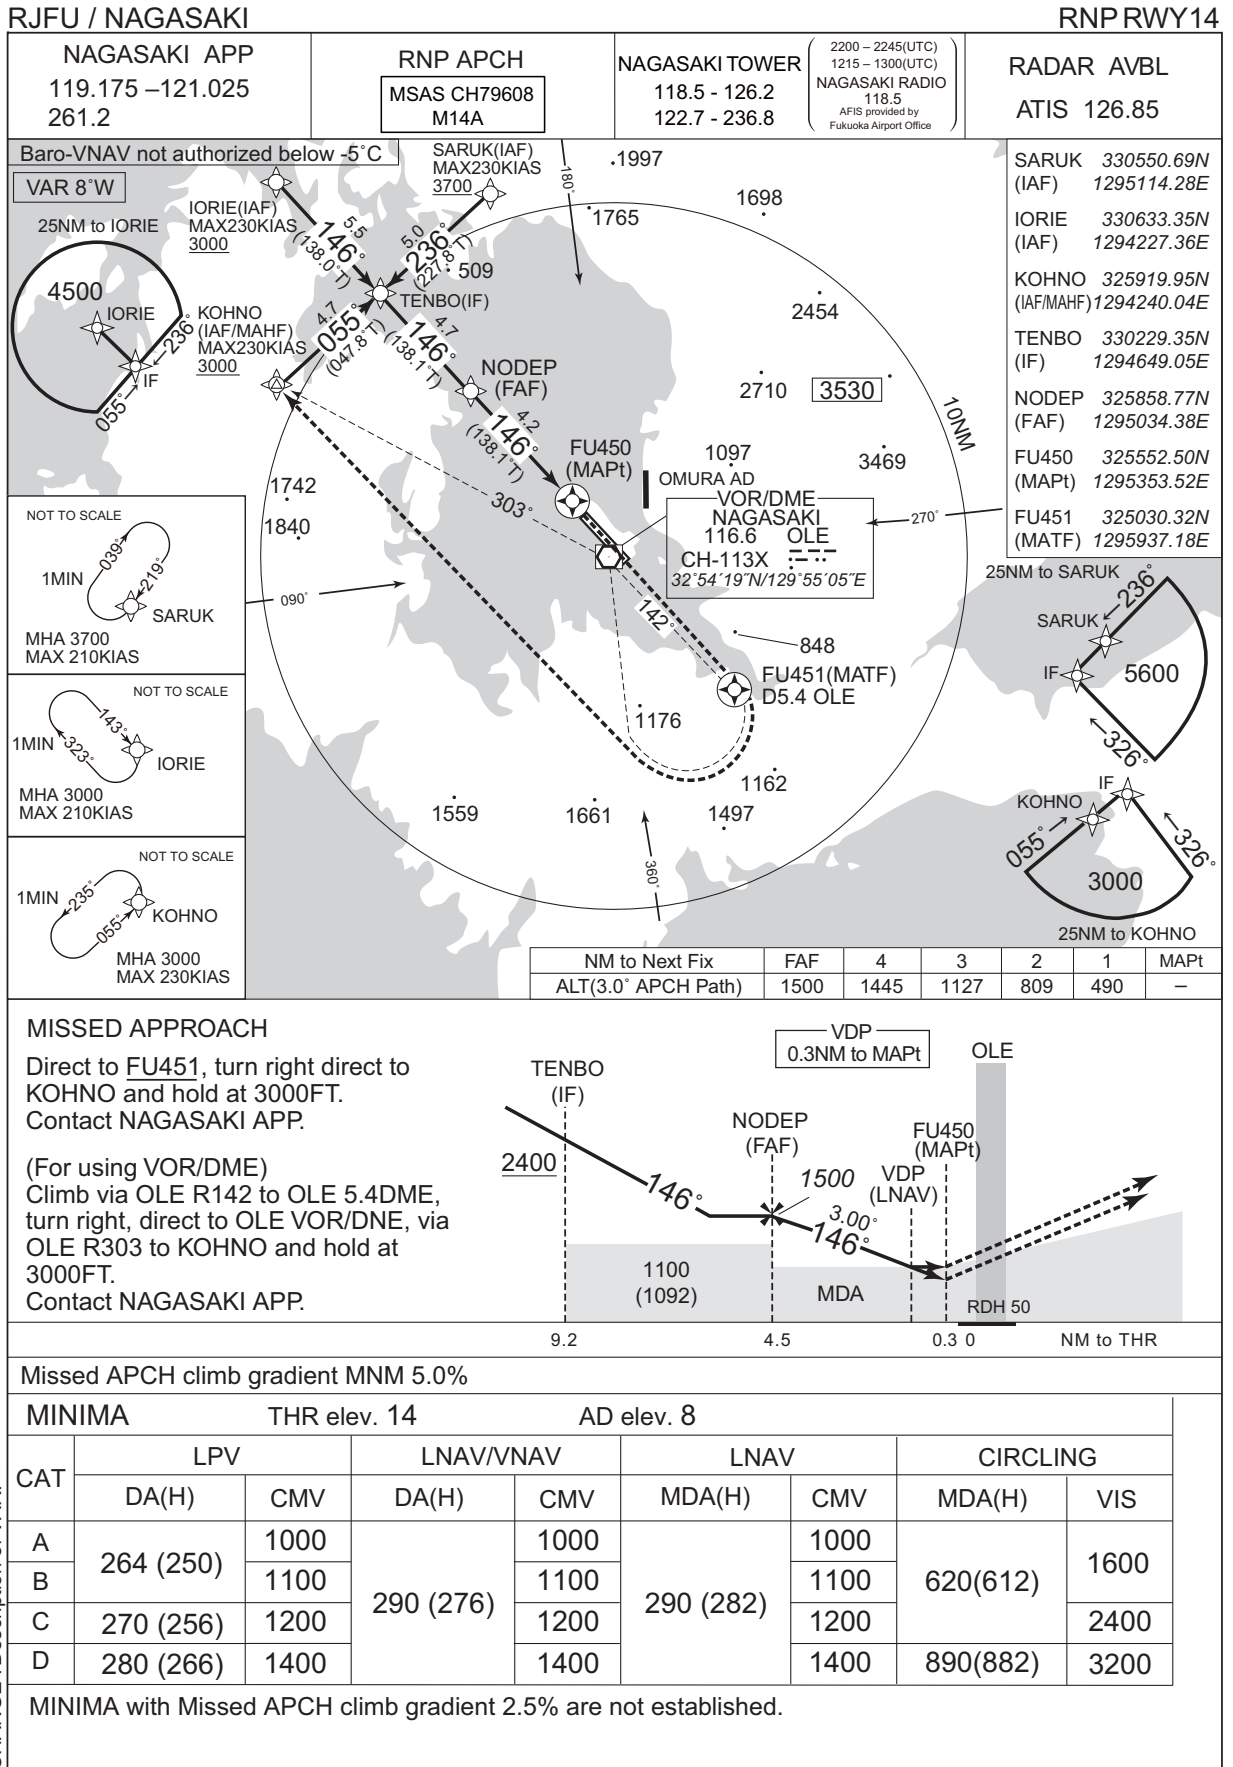 RJFU / NAGASAKI
RNP RWY14
NAGASAKI APP
119.175 –121.025
261.2
RNP APCH
MSAS CH79608
M14A
NAGASAKI TOWER
118.5 - 126.2
122.7 - 236.8
2200 – 2245(UTC)
1215 – 1300(UTC)
NAGASAKI RADIO
118.5
AFIS provided by
Fukuoka Airport Office
RADAR AVBL
ATIS 126.85
Baro-VNAV not authorized below -5˚C
VAR 8˚W
SARUK(IAF)
MAX230KIAS
3700
IORIE(IAF)
MAX230KIAS
3000
5.5
146˚
(138.0˚T)
5.0
236˚
(227.8˚T)
TENBO(IF)
KOHNO
(IAF/MAHF)
MAX230KIAS
3000
4.7
055˚
(047.8˚T)
4.7
146˚
(138.1˚T)
NODEP
(FAF)
4.2
146˚
(138.1˚T)
FU450
(MAPt)
OMURA AD
VOR/DME
NAGASAKI
116.6 OLE
CH-113X
32˚54´19˝N/129˚55´05˝E
303˚
142˚
FU451(MATF)
D5.4 OLE
180˚
270˚
090˚
360˚
10NM
1997
1765
1698
509
2454
2710
3530
1097
3469
1742
1840
848
1176
1162
1559
1661
1497
25NM to IORIE
4500
IORIE
IF
236˚
055˚
NOT TO SCALE
1MIN
039˚
219˚
SARUK
MHA 3700
MAX 210KIAS
NOT TO SCALE
1MIN
143˚
323˚
IORIE
MHA 3000
MAX 210KIAS
NOT TO SCALE
1MIN
235˚
055˚
KOHNO
MHA 3000
MAX 230KIAS
SARUK 330550.69N
(IAF) 1295114.28E
IORIE 330633.35N
(IAF) 1294227.36E
KOHNO 325919.95N
(IAF/MAHF) 1294240.04E
TENBO 330229.35N
(IF) 1294649.05E
NODEP 325858.77N
(FAF) 1295034.38E
FU450 325552.50N
(MAPt) 1295353.52E
FU451 325030.32N
(MATF) 1295937.18E
25NM to SARUK
236˚
SARUK
IF
5600
326˚
IF
KOHNO
055˚
326˚
3000
25NM to KOHNO
NM to Next Fix FAF 4 3 2 1 MAPt
ALT(3.0˚ APCH Path) 1500 1445 1127 809 490 –
MISSED APPROACH
Direct to FU451, turn right direct to
KOHNO and hold at 3000FT.
Contact NAGASAKI APP.
(For using VOR/DME)
Climb via OLE R142 to OLE 5.4DME,
turn right, direct to OLE VOR/DNE, via
OLE R303 to KOHNO and hold at
3000FT.
Contact NAGASAKI APP.
VDP
0.3NM to MAPt
OLE
TENBO
(IF)
2400
146˚
NODEP
(FAF)
1500
3.00˚
146˚
VDP
(LNAV)
FU450
(MAPt)
1100
(1092)
MDA
RDH 50
9.2 4.5 0.3 0 NM to THR
Missed APCH climb gradient MNM 5.0%
MINIMA THR elev. 14 AD elev. 8
CAT LPV LNAV/VNAV LNAV CIRCLING
DA(H) CMV DA(H) CMV MDA(H) CMV MDA(H) VIS
A 264 (250) 1000 290 (276) 1000 290 (282) 1000 620(612) 1600
B 1100 1100 1100
C 270 (256) 1200 1200 1200 2400
D 280 (266) 1400 1400 1400 890(882) 3200
MINIMA with Missed APCH climb gradient 2.5% are not established.